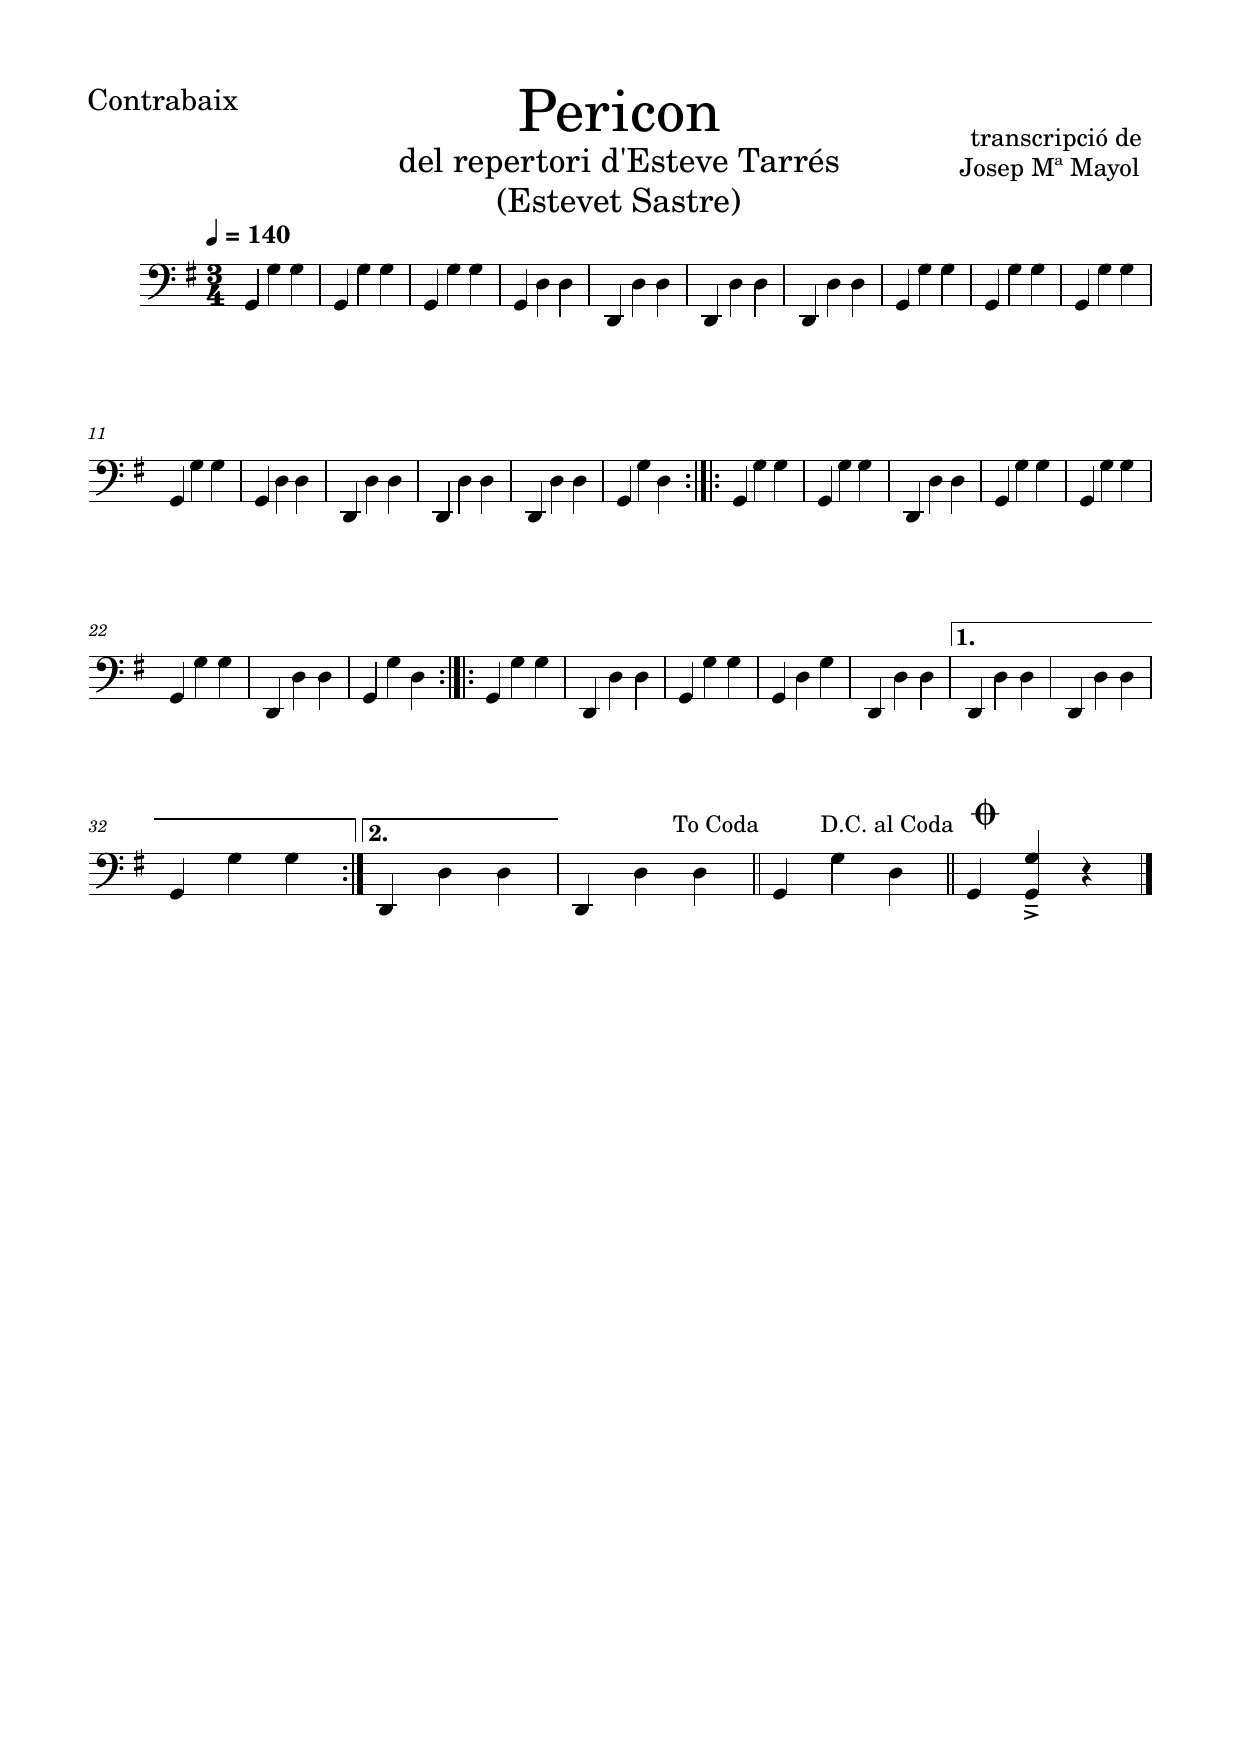 Contrabaix
Pericon
del repertori d'Esteve Tarrés
(Estevet Sastre)
transcripció de
Josep Mª Mayol
= 140
3
4
11
22
1.
32
2.
To Coda
D.C. al Coda